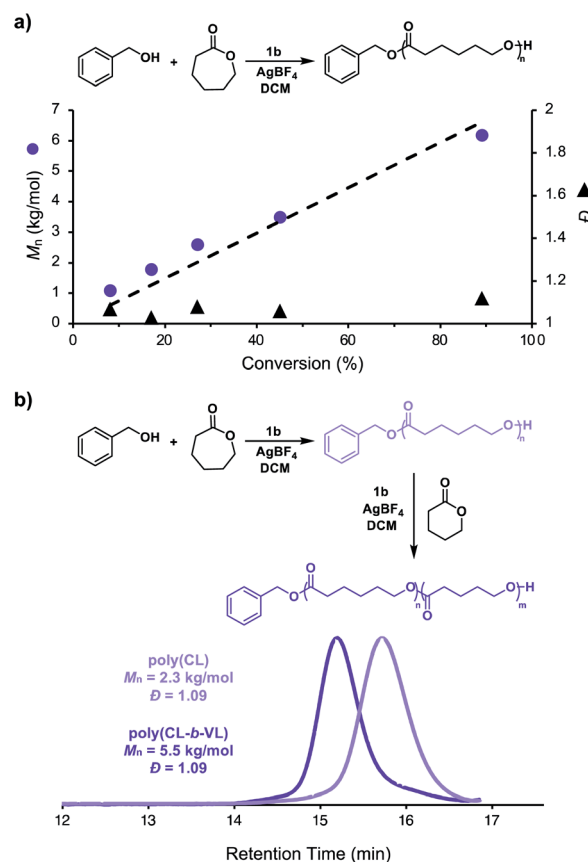 a)
OH
+
O
O
1b
AgBF4
DCM
O
O
O
H
n
7
6
5
4
3
2
1
0
Mn (kg/mol)
2
1.8
1.6
1.4
1.2
1
Đ
0
20
40
60
80
100
Conversion (%)
b)
OH
+
O
O
1b
AgBF4
DCM
O
O
O
H
n
1b
AgBF4
DCM
O
O
O
O
O
n
O
O
H
m
poly(CL)
Mn = 2.3 kg/mol
Đ = 1.09
poly(CL-b-VL)
Mn = 5.5 kg/mol
Đ = 1.09
12
13
14
15
16
17
Retention Time (min)